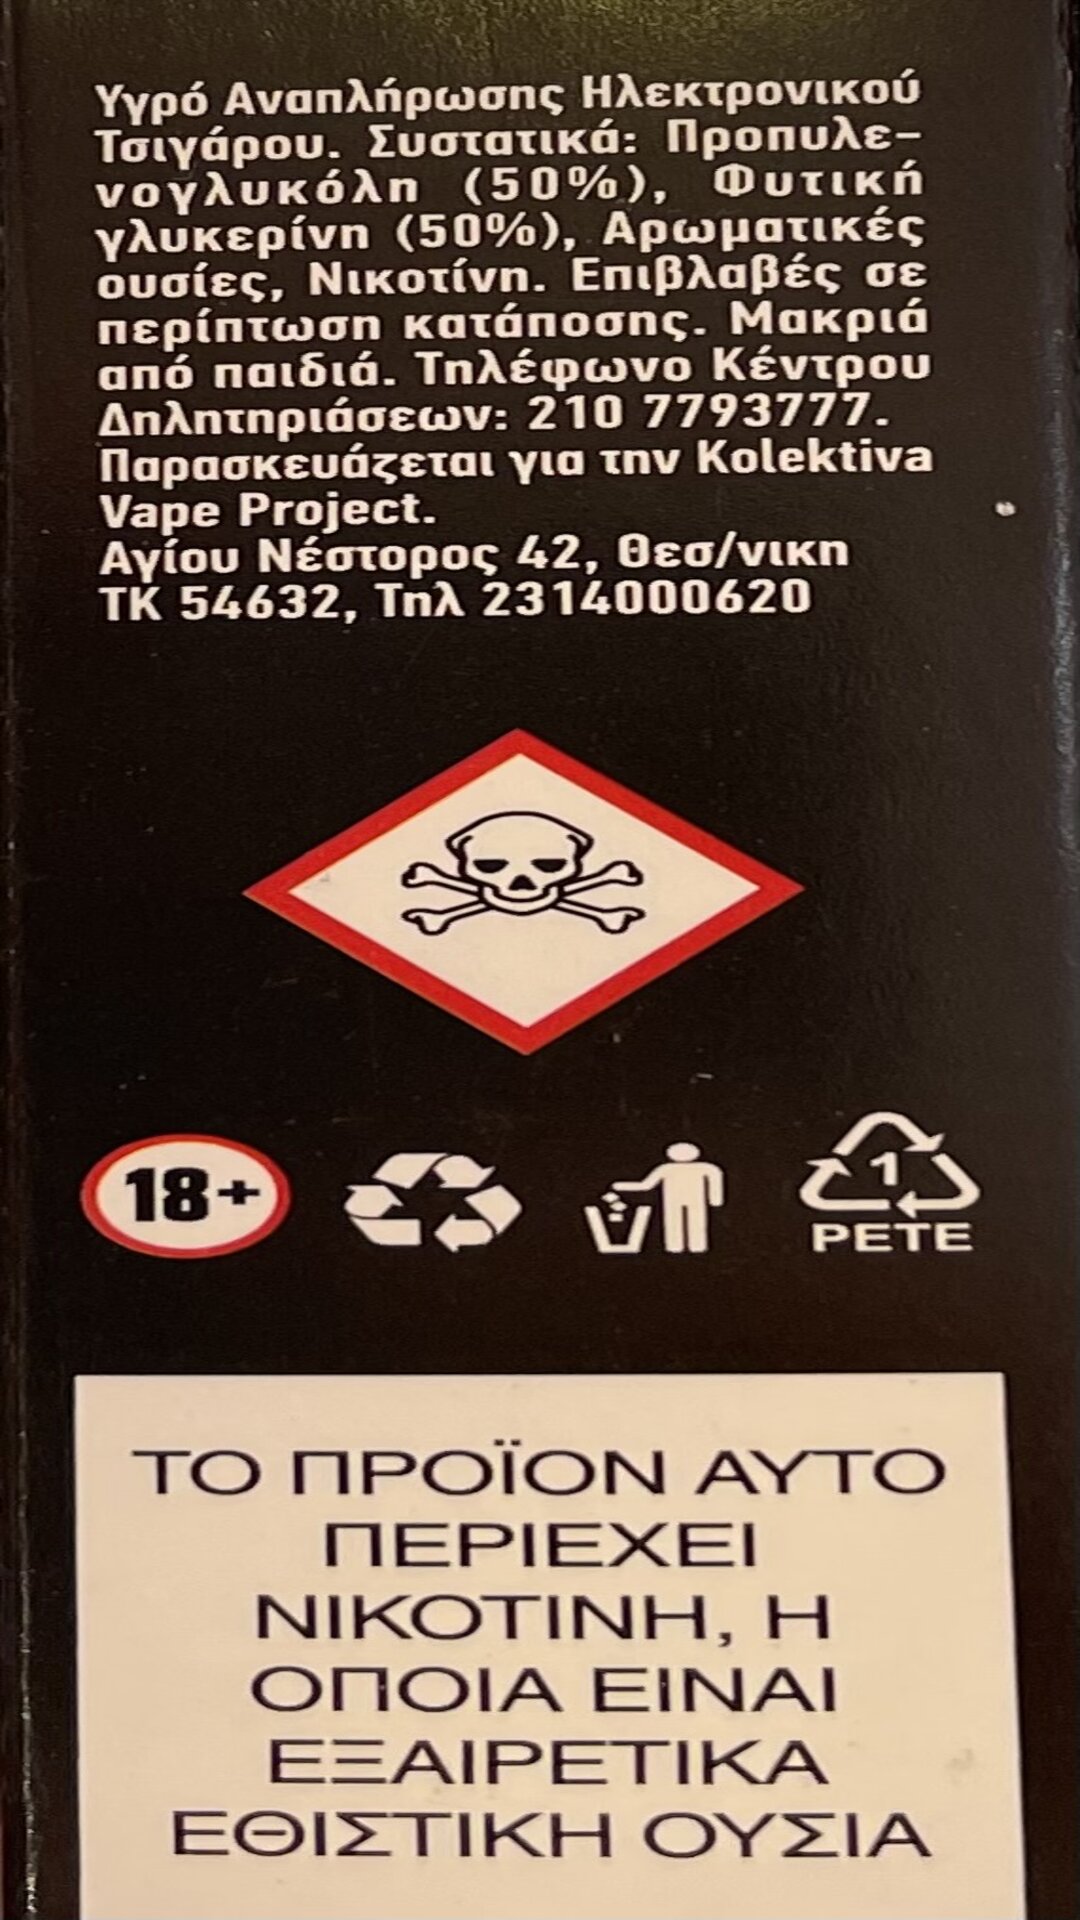 Υγρό Αναπλήρωσης Ηλεκτρονικού
Τσιγάρου. Συστατικά: Προπυλε-
νογλυκόλη (50%), Φυτική
γλυκερίνη (50%), Αρωματικές
ουσίες, Νικοτίνη. Επιβλαβές σε
περίπτωση κατάποσης. Μακριά
από παιδιά. Τηλέφωνο Κέντρου
Δηλητηριάσεων: 210 7793777.
Παρασκευάζεται για την Kolektiva
Vape Project.
Αγίου Νέστορος 42, Θεσ/νικη
ΤΚ 54632, Τηλ 2314000620
18+
1
PETE
ΤΟ ΠΡΟΪΟΝ ΑΥΤΟ
ΠΕΡΙΕΧΕΙ
ΝΙΚΟΤΙΝΗ, Η
ΟΠΟΙΑ ΕΙΝΑΙ
ΕΞΑΙΡΕΤΙΚΑ
ΕΘΙΣΤΙΚΗ ΟΥΣΙΑ